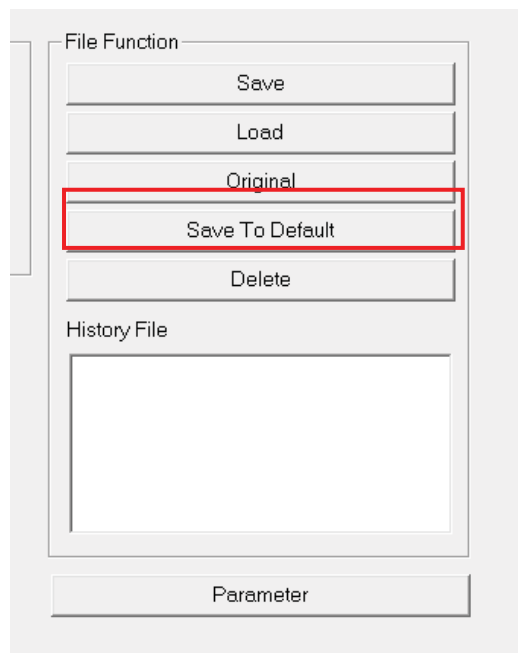 File Function
Save
Load
Original
Save To Default
Delete
History File
Parameter